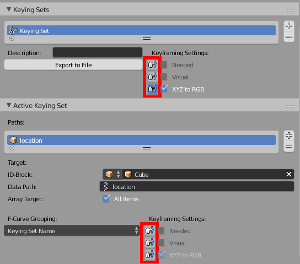 Keying Sets
Keying Set
Description:
Keyframing Settings:
Export to File
Needed
Visual
XYZ to RGB
Active Keying Set
Paths:
location
Target:
ID-Block:
Cube
Data Path:
location
Array Target:
All Items
F-Curve Grouping:
Keyframing Settings:
Keying Set Name
Needed
Visual
XYZ to RGB